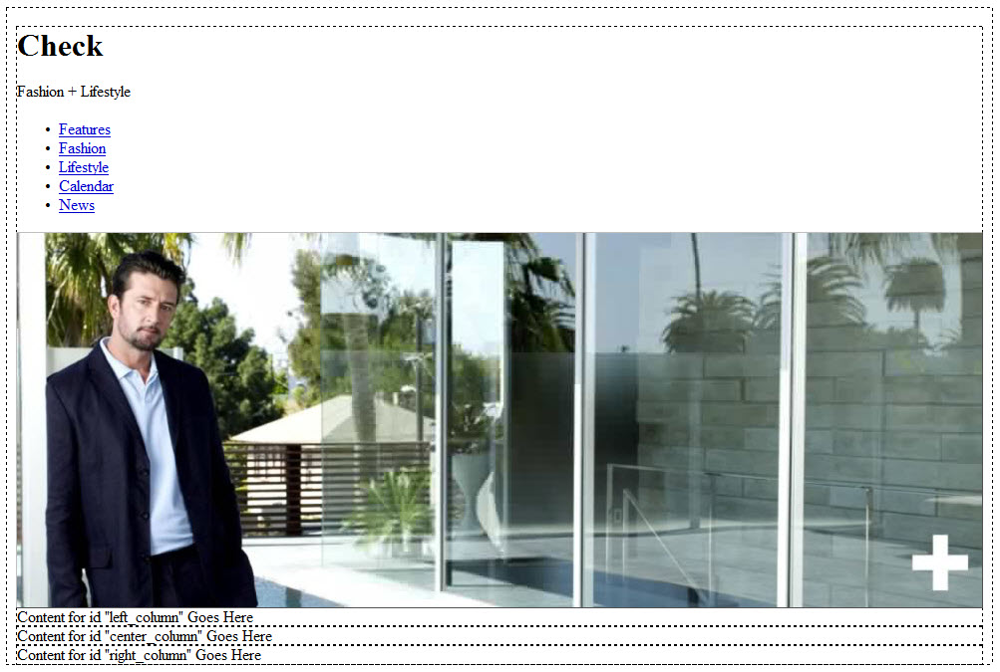 Check
Fashion + Lifestyle
• Features
• Fashion
• Lifestyle
• Calendar
• News
Content for id "left_column" Goes Here
Content for id "center_column" Goes Here
Content for id "right_column" Goes Here